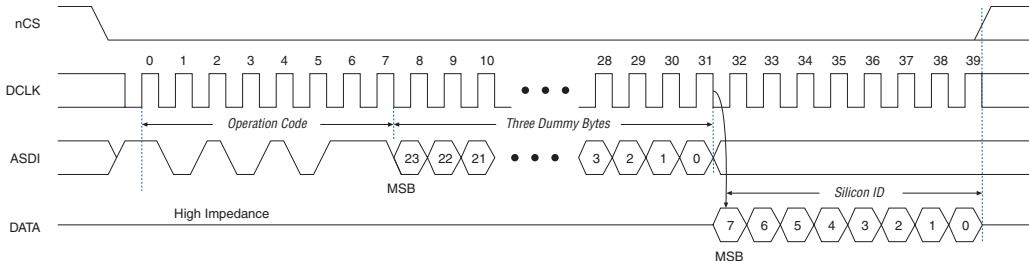 nCS
0 1 2 3 4 5 6 7 8 9 10 28 29 30 31 32 33 34 35 36 37 38 39
DCLK
Operation Code Three Dummy Bytes
ASDI 23 22 21 3 2 1 0
MSB
Silicon ID
High Impedance
DATA 7 6 5 4 3 2 1 0
MSB